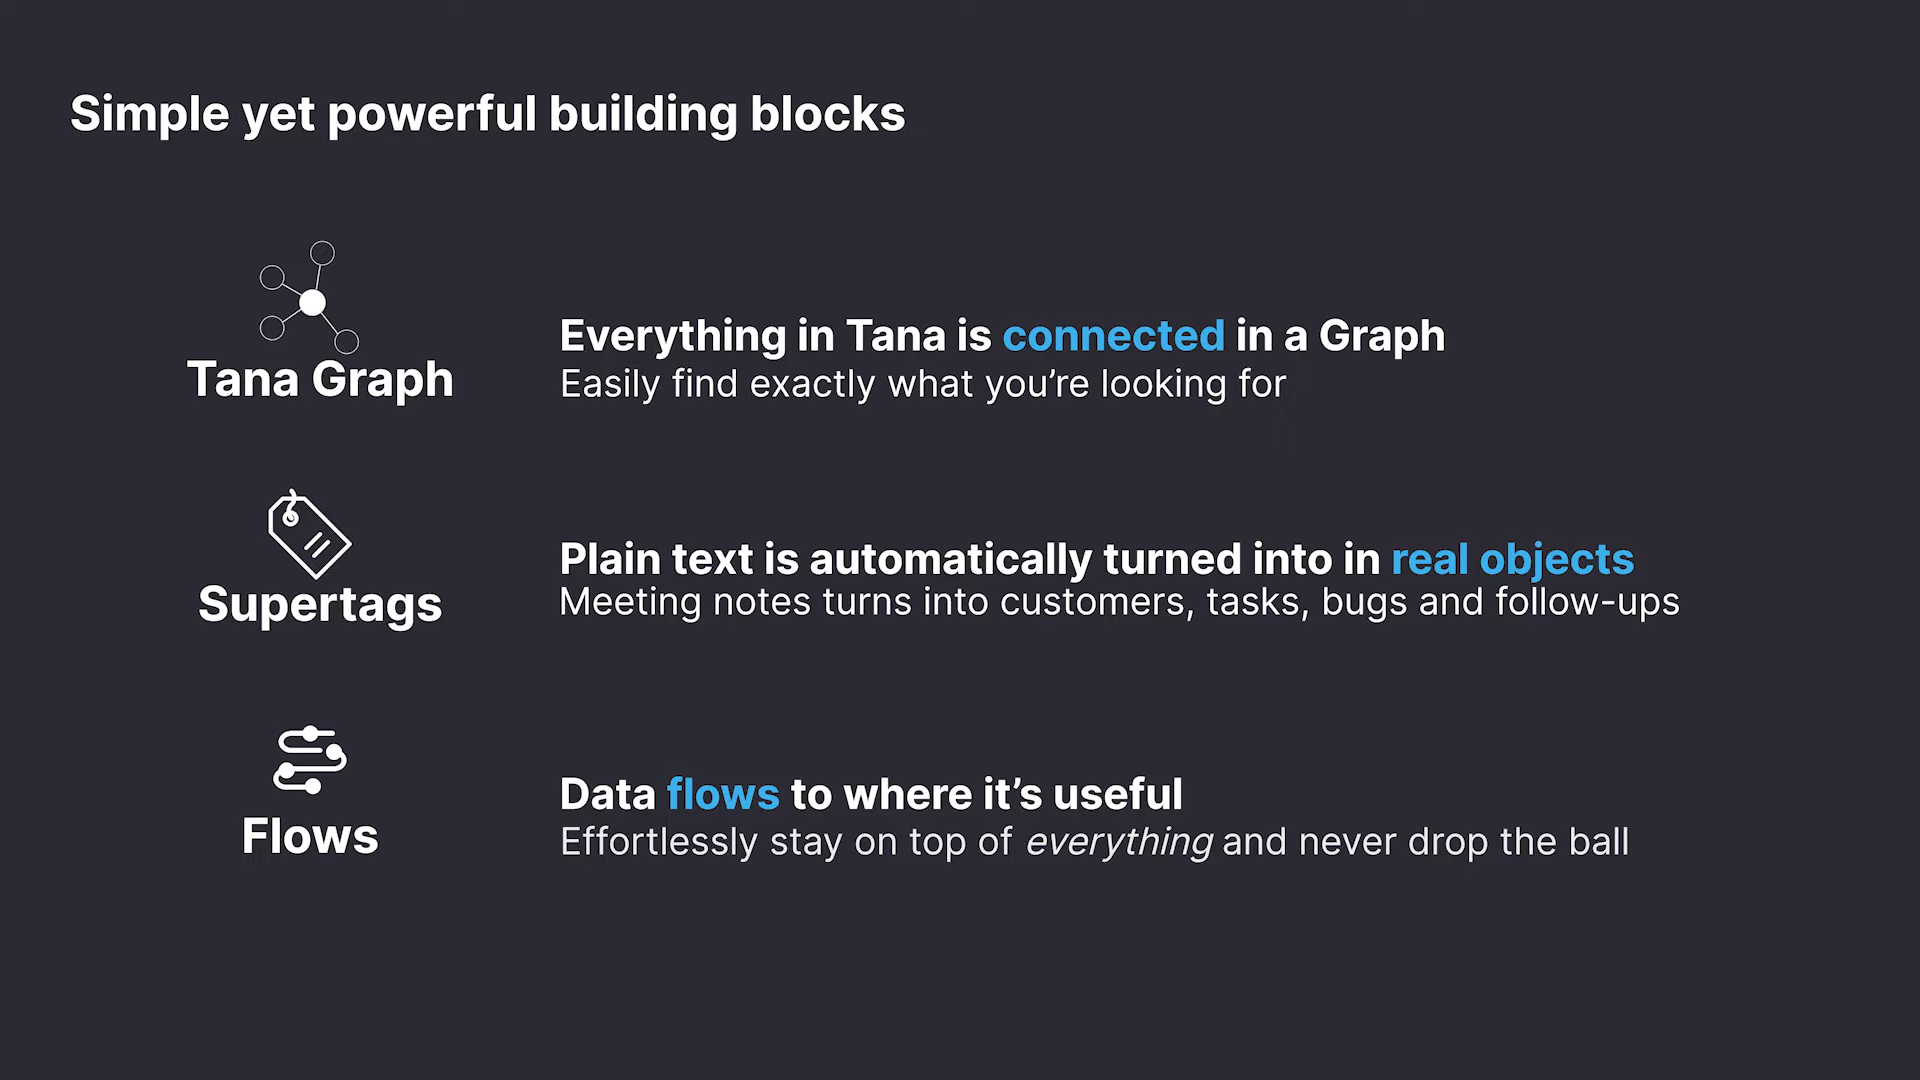 Simple yet powerful building blocks
Tana Graph
Everything in Tana is connected in a Graph
Easily find exactly what you’re looking for
Supertags
Plain text is automatically turned into in real objects
Meeting notes turns into customers, tasks, bugs and follow-ups
Flows
Data flows to where it’s useful
Effortlessly stay on top of everything and never drop the ball